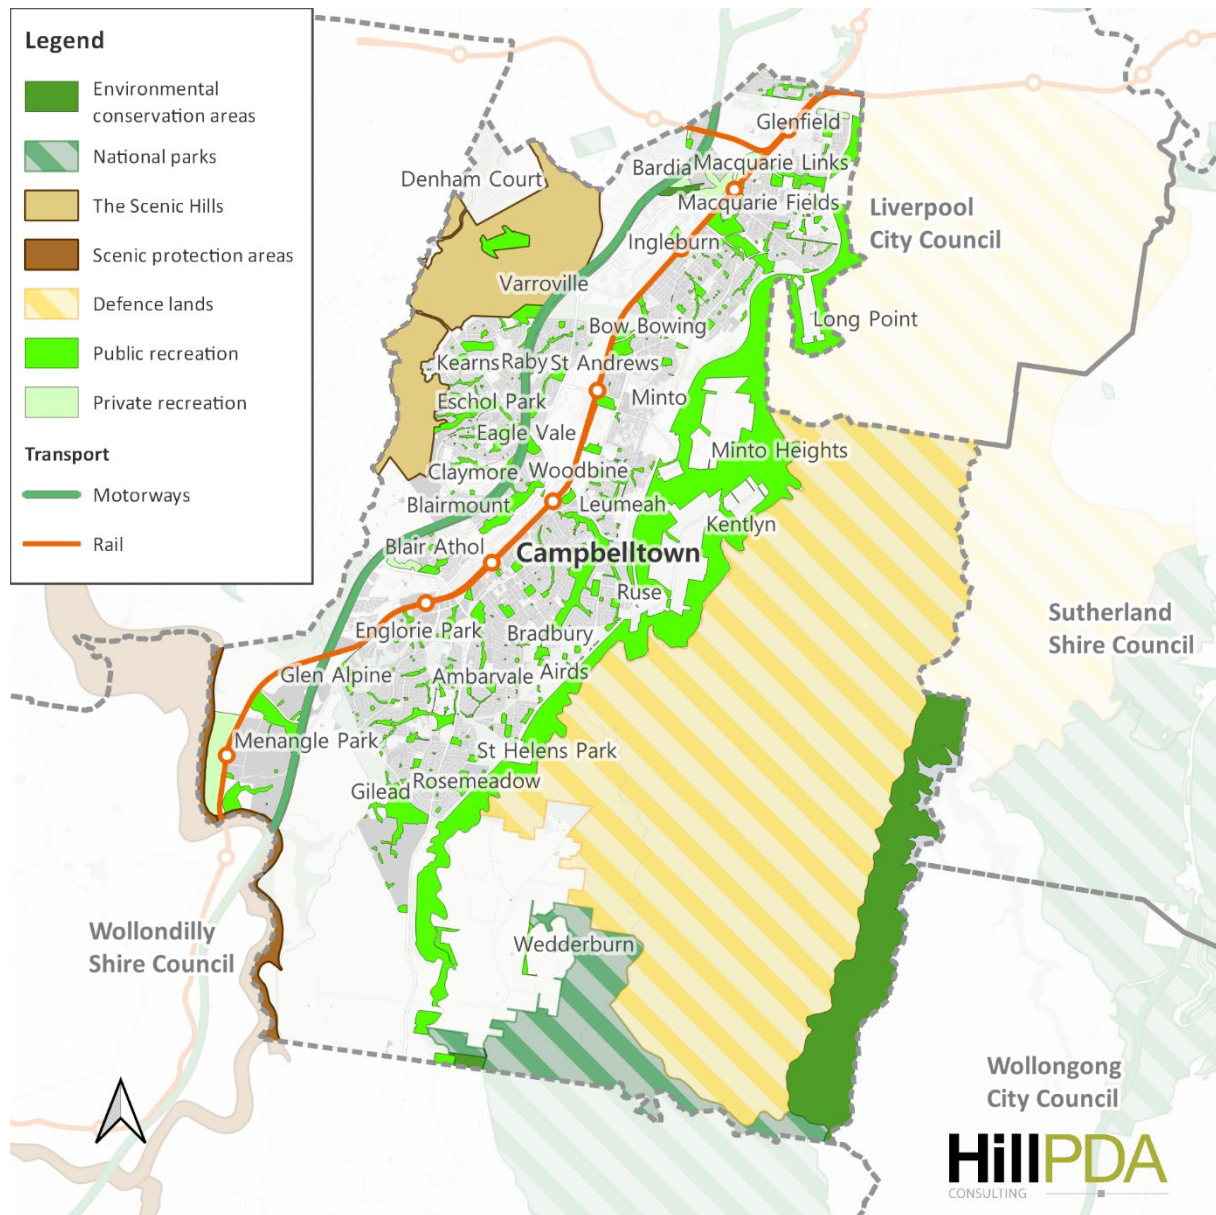 Legend
Environmental
conservation areas
National parks
The Scenic Hills
Scenic protection areas
Defence lands
Public recreation
Private recreation
Transport
Motorways
Rail
Glenfield
Bardia
Macquarie Links
Denham Court
Macquarie Fields
Liverpool
City Council
Ingleburn
Varroville
Long Point
Bow Bowing
Kearns
Raby
St Andrews
Eschol Park
Minto
Eagle Vale
Minto Heights
Claymore
Woodbine
Blairmount
Leumeah
Kentlyn
Blair Athol
Campbelltown
Ruse
Sutherland
Shire Council
Englorie Park
Bradbury
Glen Alpine
Ambarvale
Airds
Menangle Park
St Helens Park
Gilead
Rosemeadow
Wollondilly
Shire Council
Wedderburn
Wollongong
City Council
HillPDA
CONSULTING